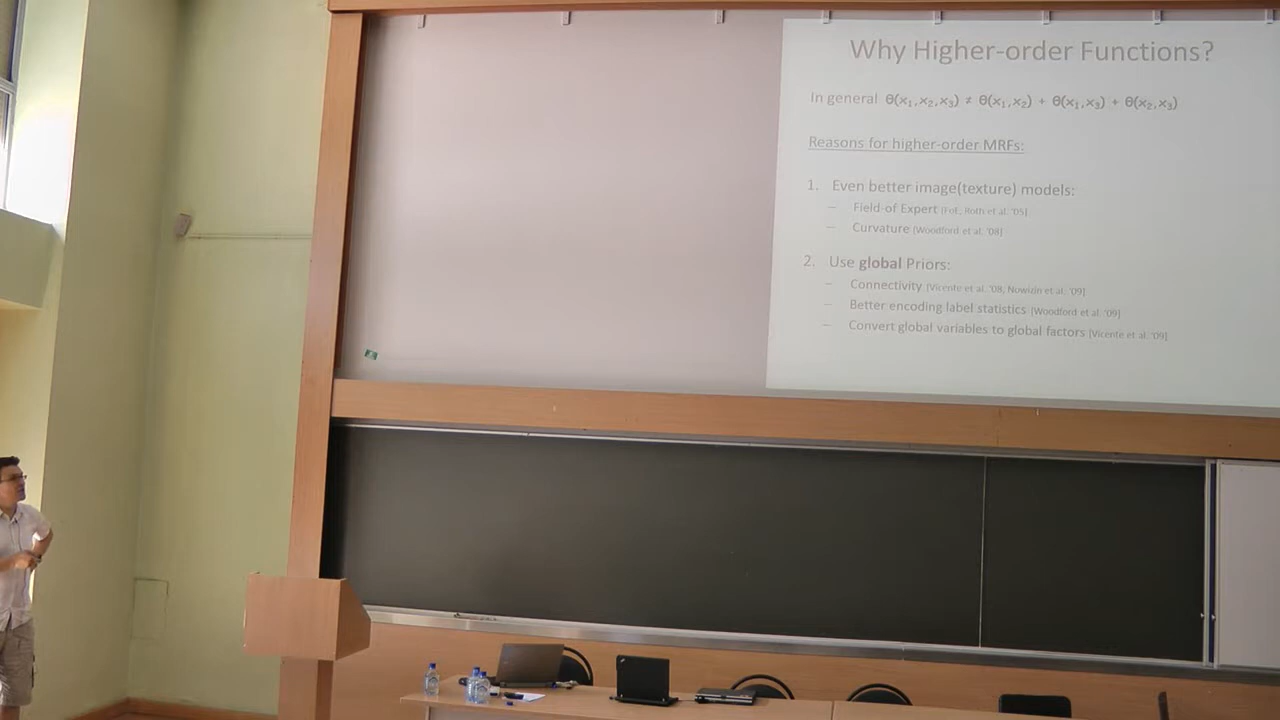 Why Higher-order Functions?
In general θ(x₁,x₂,x₃) ≠ θ(x₁,x₂) + θ(x₁,x₃) + θ(x₂,x₃)
Reasons for higher-order MRFs:
1. Even better image(texture) models:
– Field-of Expert [FoE, Roth et al. '05]
– Curvature [Woodford et al. '08]
2. Use global Priors:
– Connectivity [Vicente et al. '08, Nowizin et al. '09]
– Better encoding label statistics [Woodford et al. '09]
– Convert global variables to global factors [Vicente et al. '09]